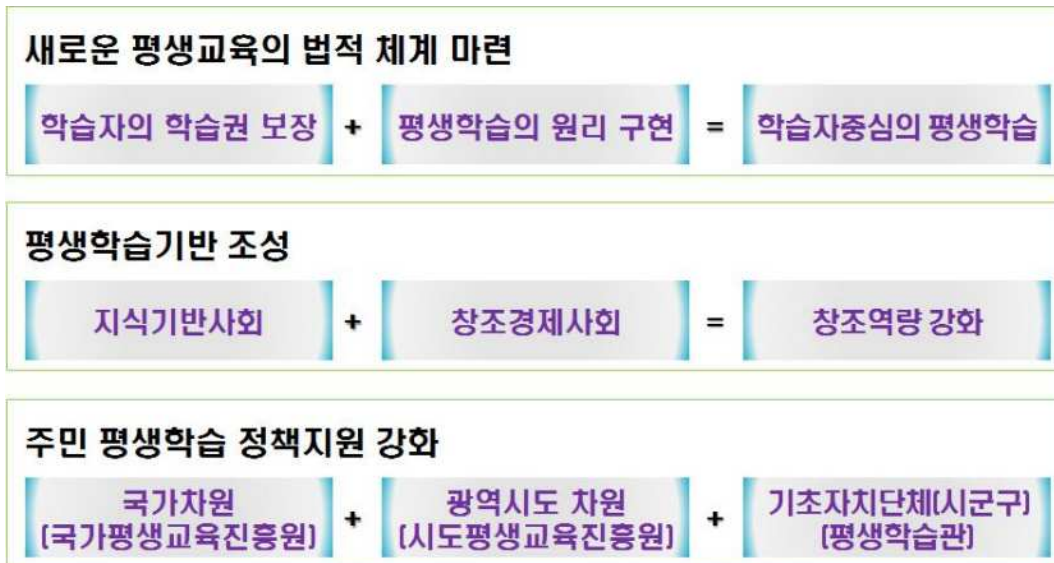 새로운 평생교육의 법적 체계 마련
학습자의 학습권 보장 + 평생학습의 원리 구현 = 학습자중심의 평생학습
평생학습기반 조성
지식기반사회 + 창조경제사회 = 창조역량 강화
주민 평생학습 정책지원 강화
국가차원 + 광역시도 차원 + 기초자치단체(시군구)
(국가평생교육진흥원) (시도평생교육진흥원) (평생학습관)